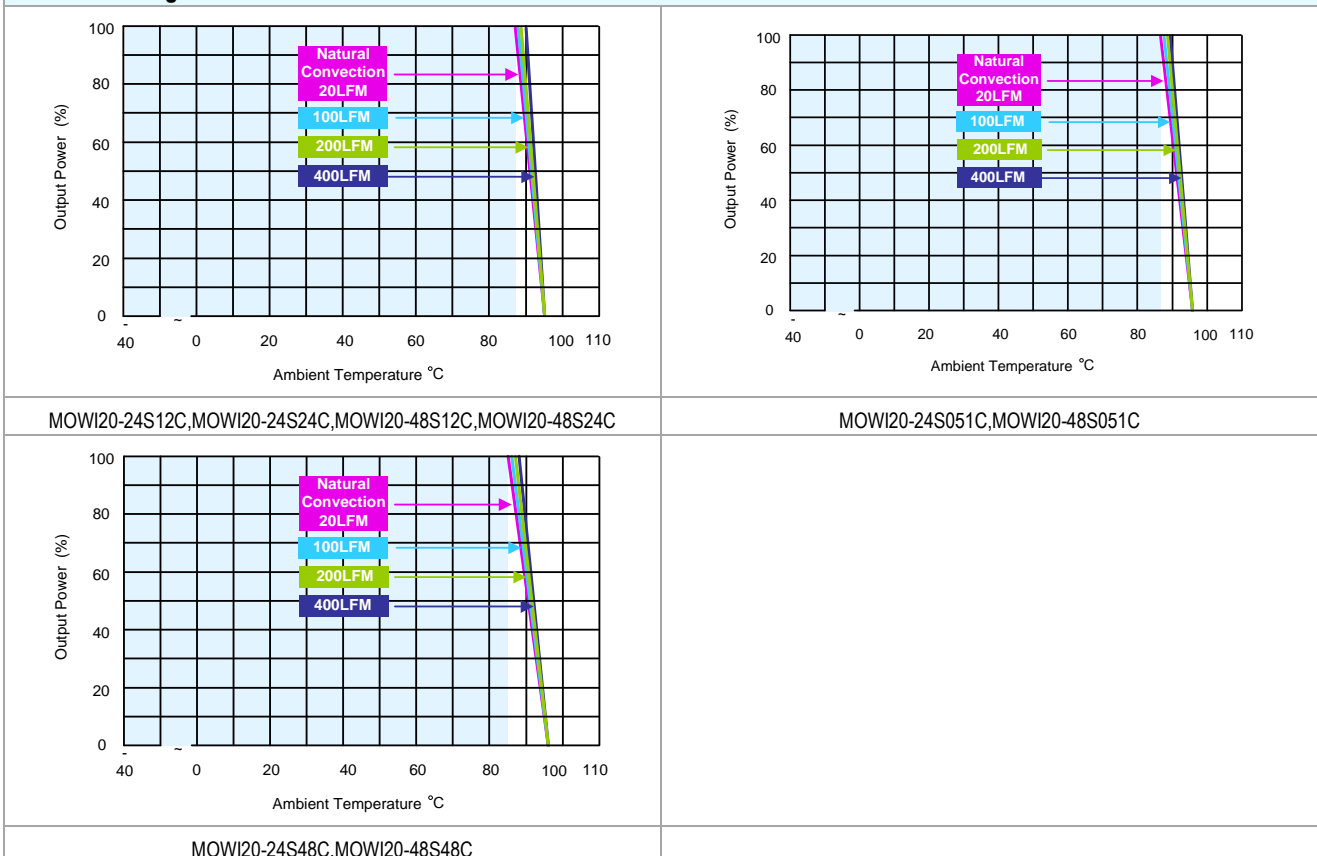 100
80
60
40
20
0
Output Power (%)
Natural
Convection
20LFM
100LFM
200LFM
400LFM
-
40
~
0
20
40
60
80
100
110
Ambient Temperature °C
MOWI20-24S12C,MOWI20-24S24C,MOWI20-48S12C,MOWI20-48S24C
100
80
60
40
20
0
Output Power (%)
Natural
Convection
20LFM
100LFM
200LFM
400LFM
-
40
~
0
20
40
60
80
100
110
Ambient Temperature °C
MOWI20-24S051C,MOWI20-48S051C
100
80
60
40
20
0
Output Power (%)
Natural
Convection
20LFM
100LFM
200LFM
400LFM
-
40
~
0
20
40
60
80
100
110
Ambient Temperature °C
MOWI20-24S48C,MOWI20-48S48C